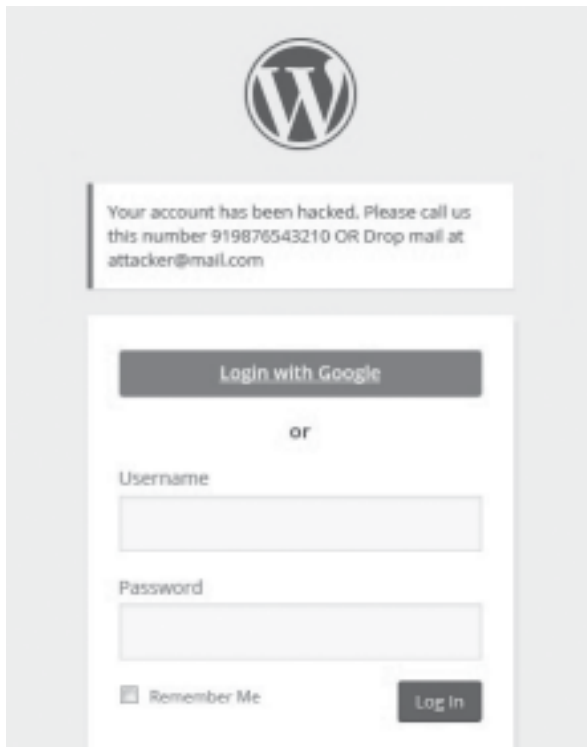 Your account has been hacked. Please call us
this number 919876543210 OR Drop mail at
attacker@mail.com
Login with Google
or
Username
Password
Remember Me
Log In